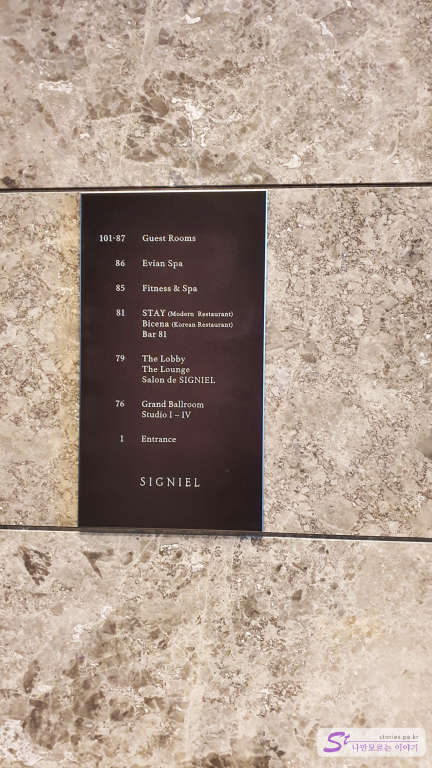 101-87 Guest Rooms
86 Evian Spa
85 Fitness & Spa
81 STAY (Modern Restaurant)
Bicena (Korean Restaurant)
Bar 81
79 The Lobby
The Lounge
Salon de SIGNIEL
76 Grand Ballroom
Studio I – IV
1 Entrance
SIGNIEL
stories.pe.kr
St 나만모르는 이야기